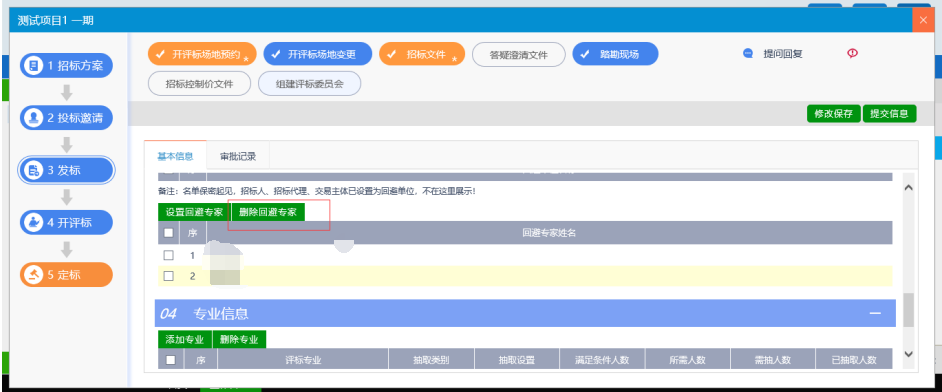 测试项目1 一期
1 招标方案
2 投标邀请
3 发标
4 开评标
5 定标
开评标场地预约 *
开评标场地变更
招标文件 *
答疑澄清文件
踏勘现场
提问回复
招标控制价文件
组建评标委员会
修改保存 提交信息
基本信息 审批记录
备注：名单保密起见，招标人、招标代理、交易主体已设置为回避单位，不在这里展示！
设置回避专家 删除回避专家
序 回避专家姓名
1
2
04 专业信息
添加专业 删除专业
序 评标专业 抽取类别 抽取设置 满足条件人数 所需人数 需抽人数 已抽取人数